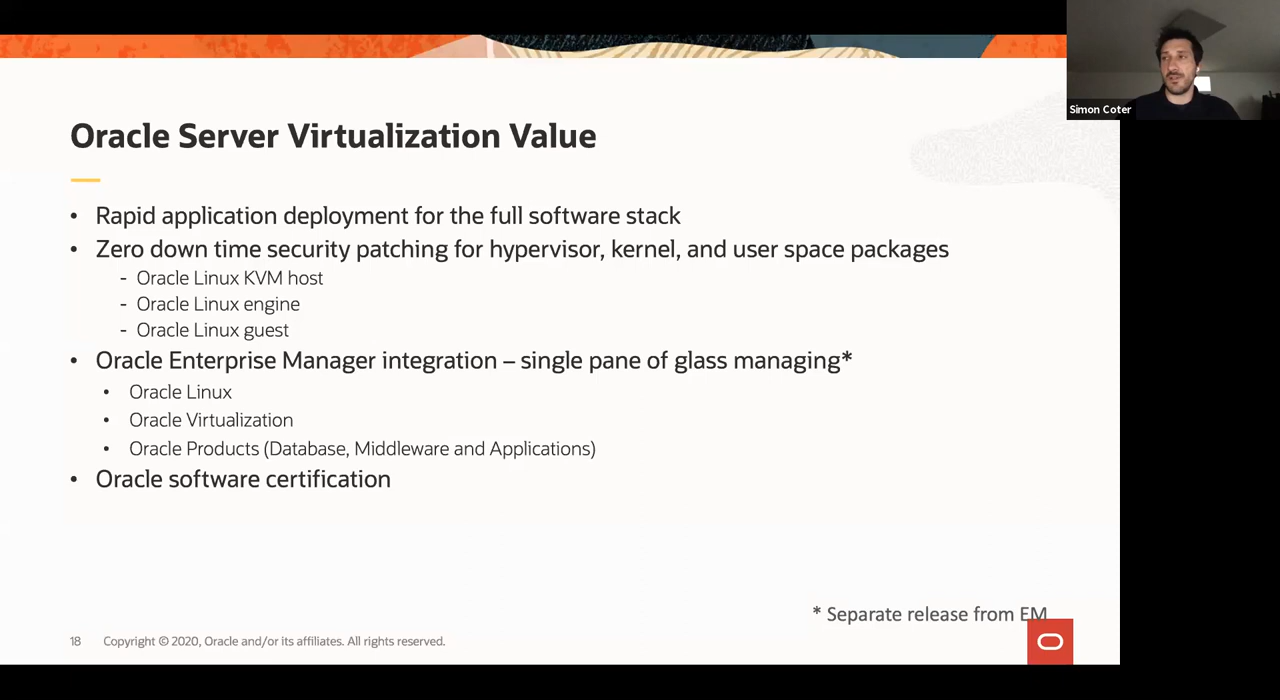 Simon Coter
Oracle Server Virtualization Value
• Rapid application deployment for the full software stack
• Zero down time security patching for hypervisor, kernel, and user space packages
- Oracle Linux KVM host
- Oracle Linux engine
- Oracle Linux guest
• Oracle Enterprise Manager integration – single pane of glass managing*
• Oracle Linux
• Oracle Virtualization
• Oracle Products (Database, Middleware and Applications)
• Oracle software certification
* Separate release from EM
18 Copyright © 2020, Oracle and/or its affiliates. All rights reserved.